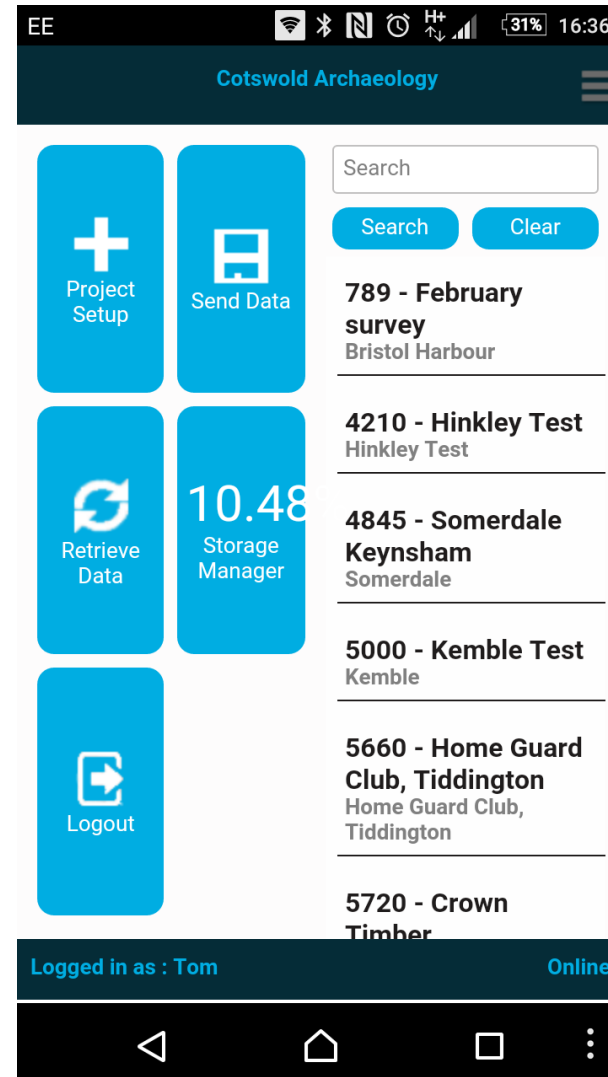 EE
H+
31%
16:36
Cotswold Archaeology
Project
Setup
Send Data
Retrieve
Data
10.48
Storage
Manager
Logout
Search
Search
Clear
789 - February
survey
Bristol Harbour
4210 - Hinkley Test
Hinkley Test
4845 - Somerdale
Keynsham
Somerdale
5000 - Kemble Test
Kemble
5660 - Home Guard
Club, Tiddington
Home Guard Club,
Tiddington
5720 - Crown
Timber
Logged in as : Tom
Online